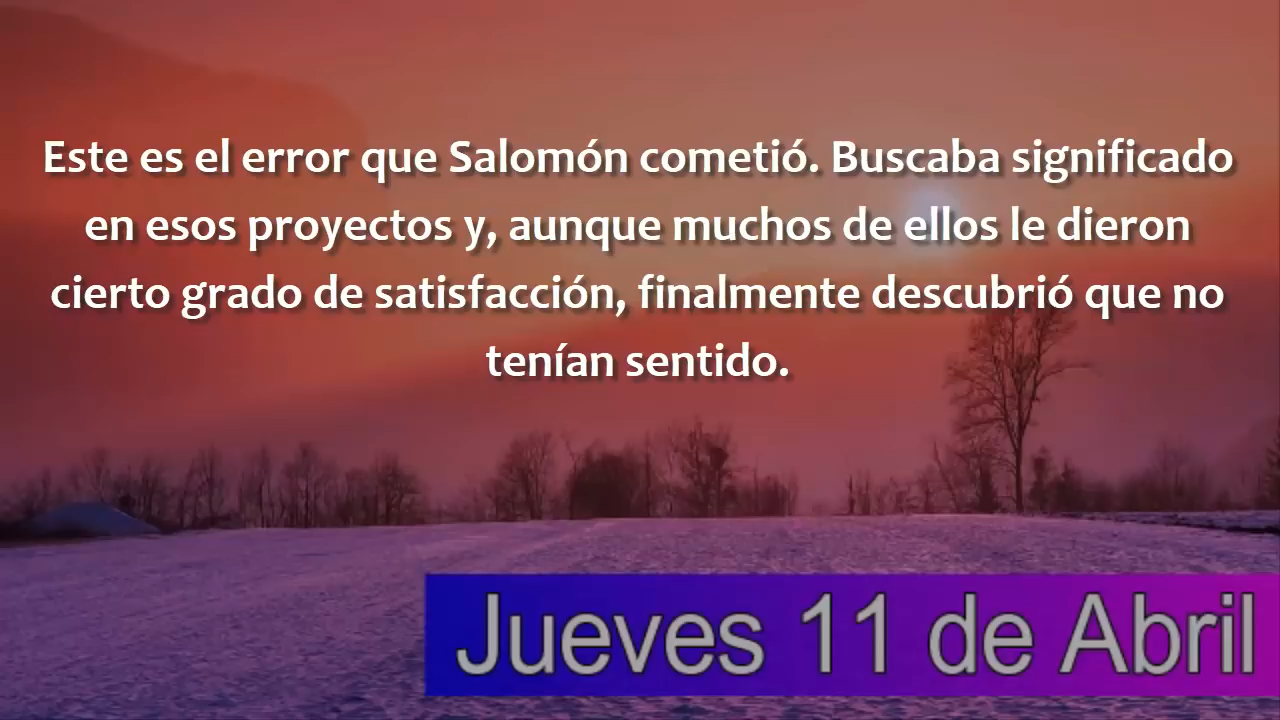 Este es el error que Salomón cometió. Buscaba significado
en esos proyectos y, aunque muchos de ellos le dieron
cierto grado de satisfacción, finalmente descubrió que no
tenían sentido.
Jueves 11 de Abril